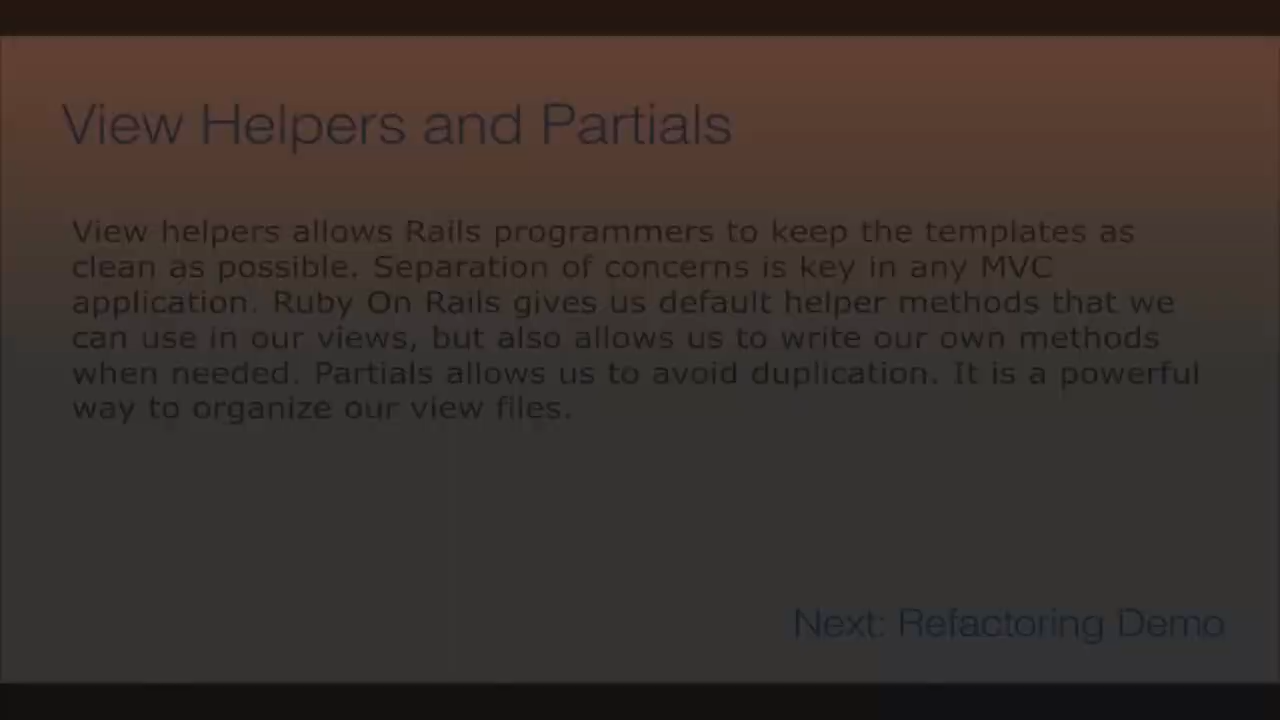 View Helpers and Partials
View helpers allows Rails programmers to keep the templates as
clean as possible. Separation of concerns is key in any MVC
application. Ruby On Rails gives us default helper methods that we
can use in our views, but also allows us to write our own methods
when needed. Partials allows us to avoid duplication. It is a powerful
way to organize our view files.
Next: Refactoring Demo